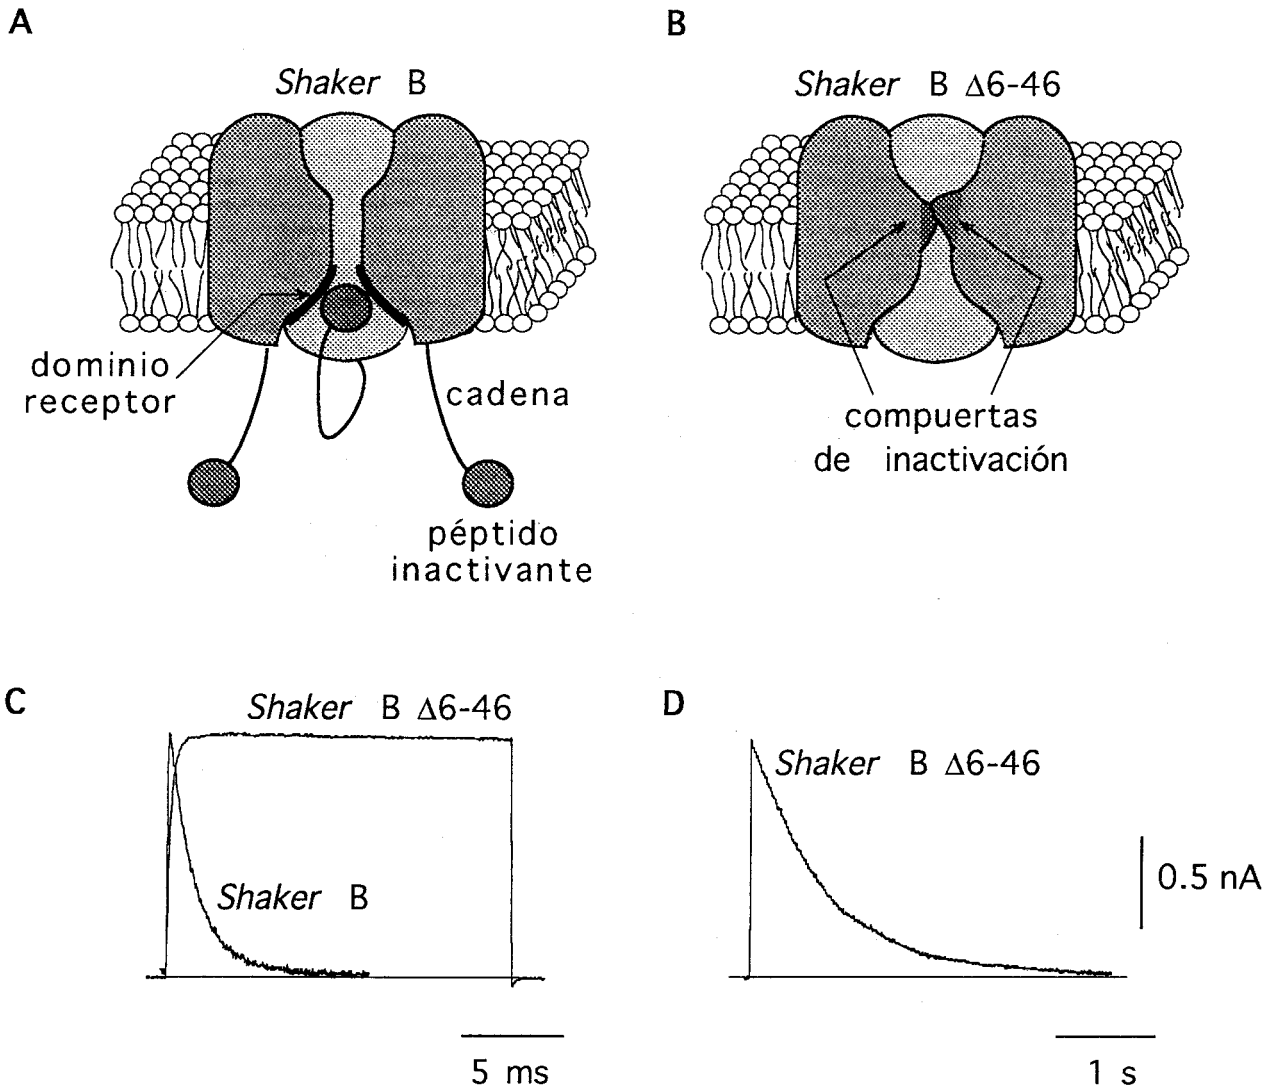 A
B
Shaker B
Shaker B Δ6-46
dominio
receptor
cadena
péptido
inactivante
compuertas
de inactivación
C
Shaker B Δ6-46
Shaker B
5 ms
D
Shaker B Δ6-46
0.5 nA
1 s